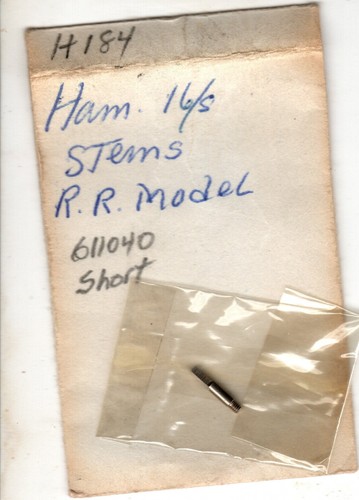 H184
Ham. 16/s
STems
R.R. Model
611040
Short